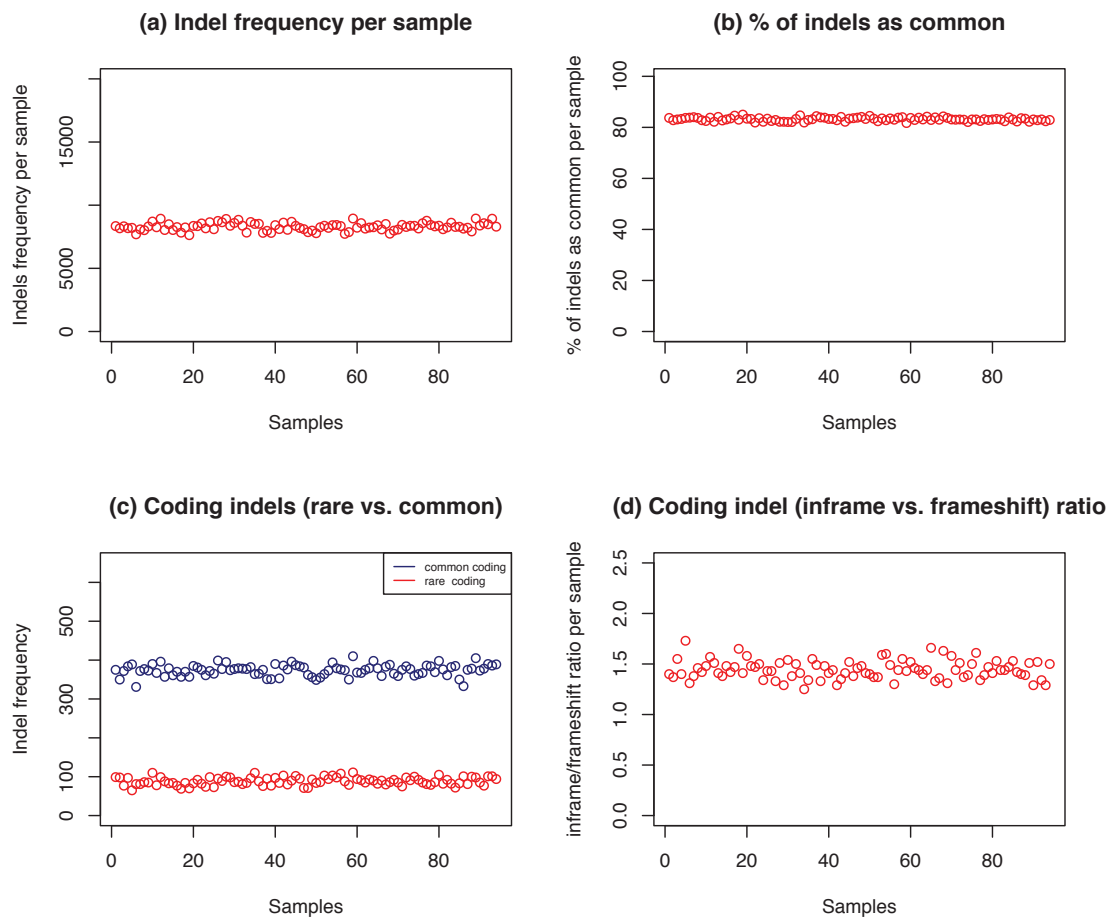 (a) Indel frequency per sample
Indels frequency per sample
0 5000 15000
0 20 40 60 80
Samples
(b) % of indels as common
% of indels as common per sample
0 20 40 60 80 100
0 20 40 60 80
Samples
(c) Coding indels (rare vs. common)
Indel frequency
0 100 300 500
common coding
rare coding
0 20 40 60 80
Samples
(d) Coding indel (inframe vs. frameshift) ratio
inframe/frameshift ratio per sample
0.0 0.5 1.0 1.5 2.0 2.5
0 20 40 60 80
Samples